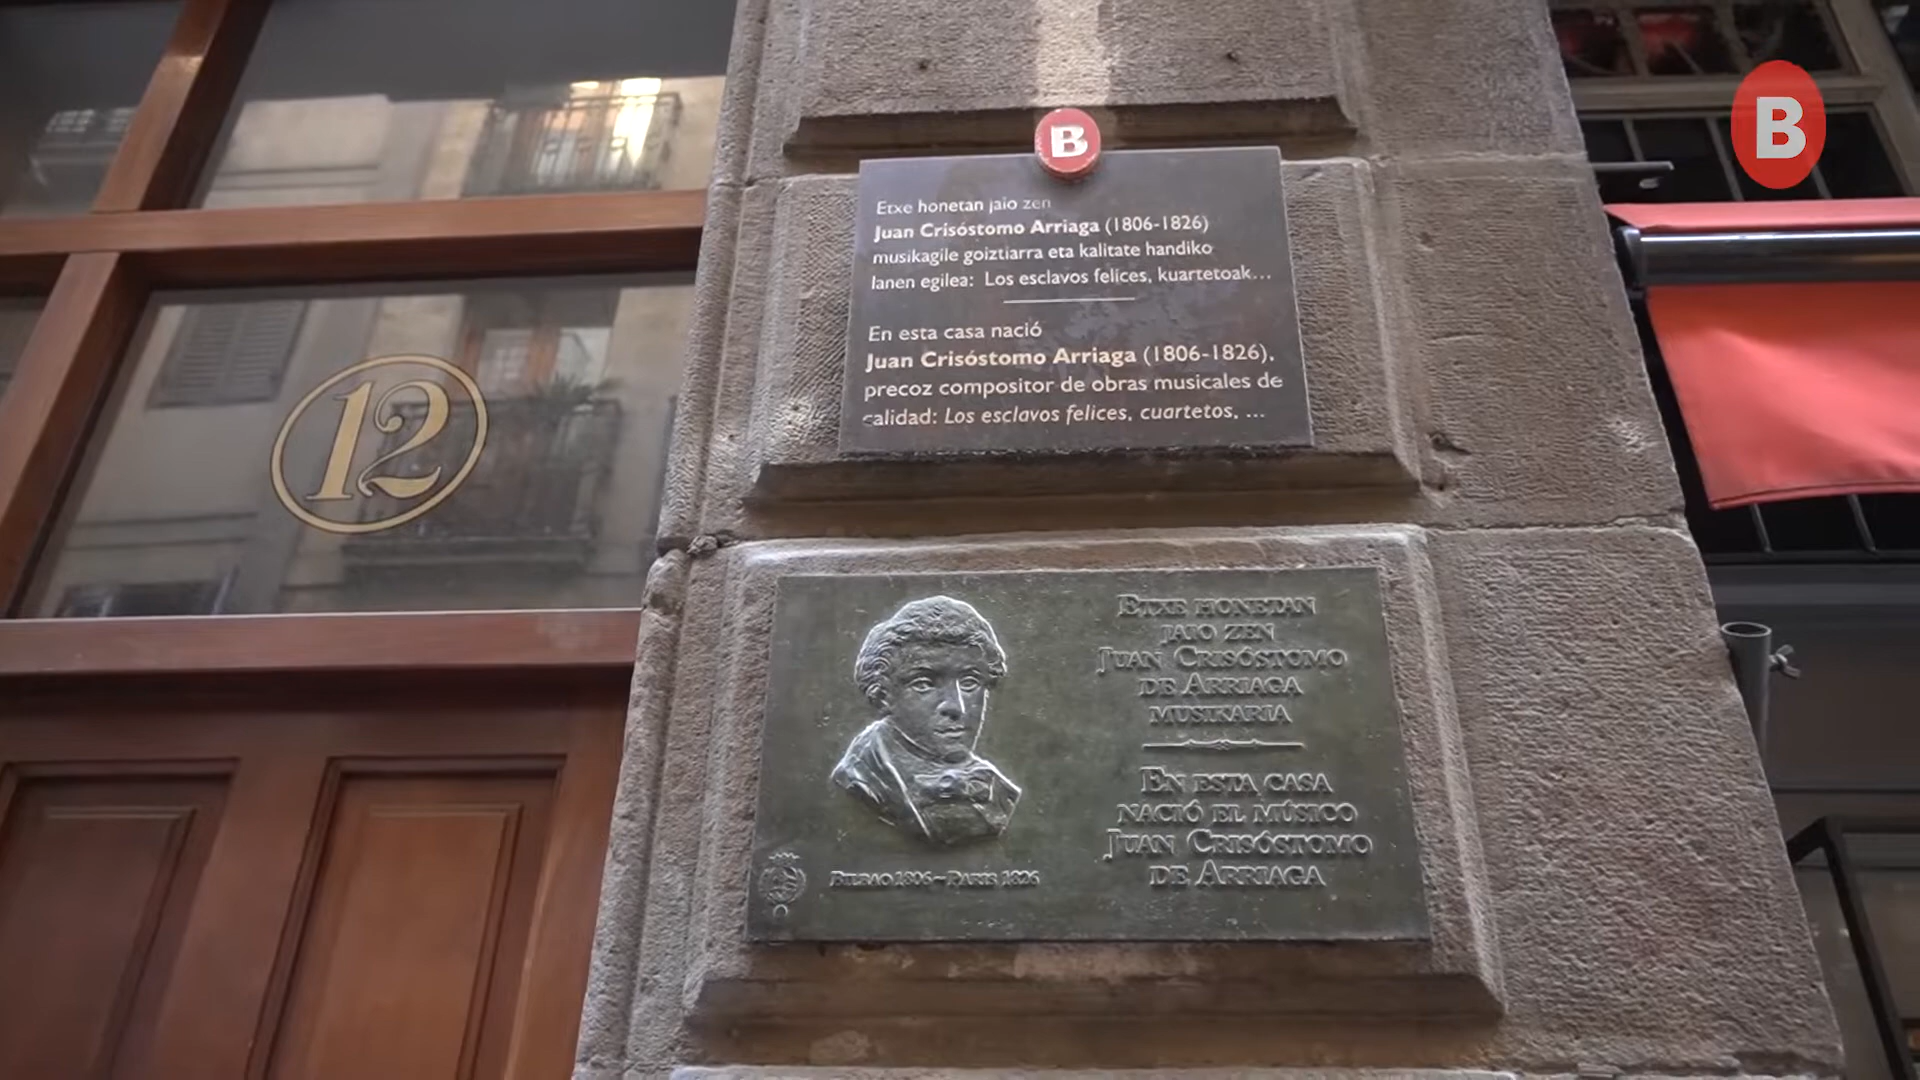 B
B
Etxe honetan jaio zen
Juan Crisóstomo Arriaga (1806-1826)
musikagile goiztiarra eta kalitate handiko
lanen egilea: Los esclavos felices, kuartetoak...
En esta casa nació
Juan Crisóstomo Arriaga (1806-1826),
precoz compositor de obras musicales de
calidad: Los esclavos felices, cuartetos, ...
12
ETXE HONETAN
JAIO ZEN
JUAN CRISÓSTOMO
DE ARRIAGA
MUSIKARIA
EN ESTA CASA
NACIÓ EL MÚSICO
JUAN CRISÓSTOMO
DE ARRIAGA
BILBAO 1806 ~ PARÍS 1826